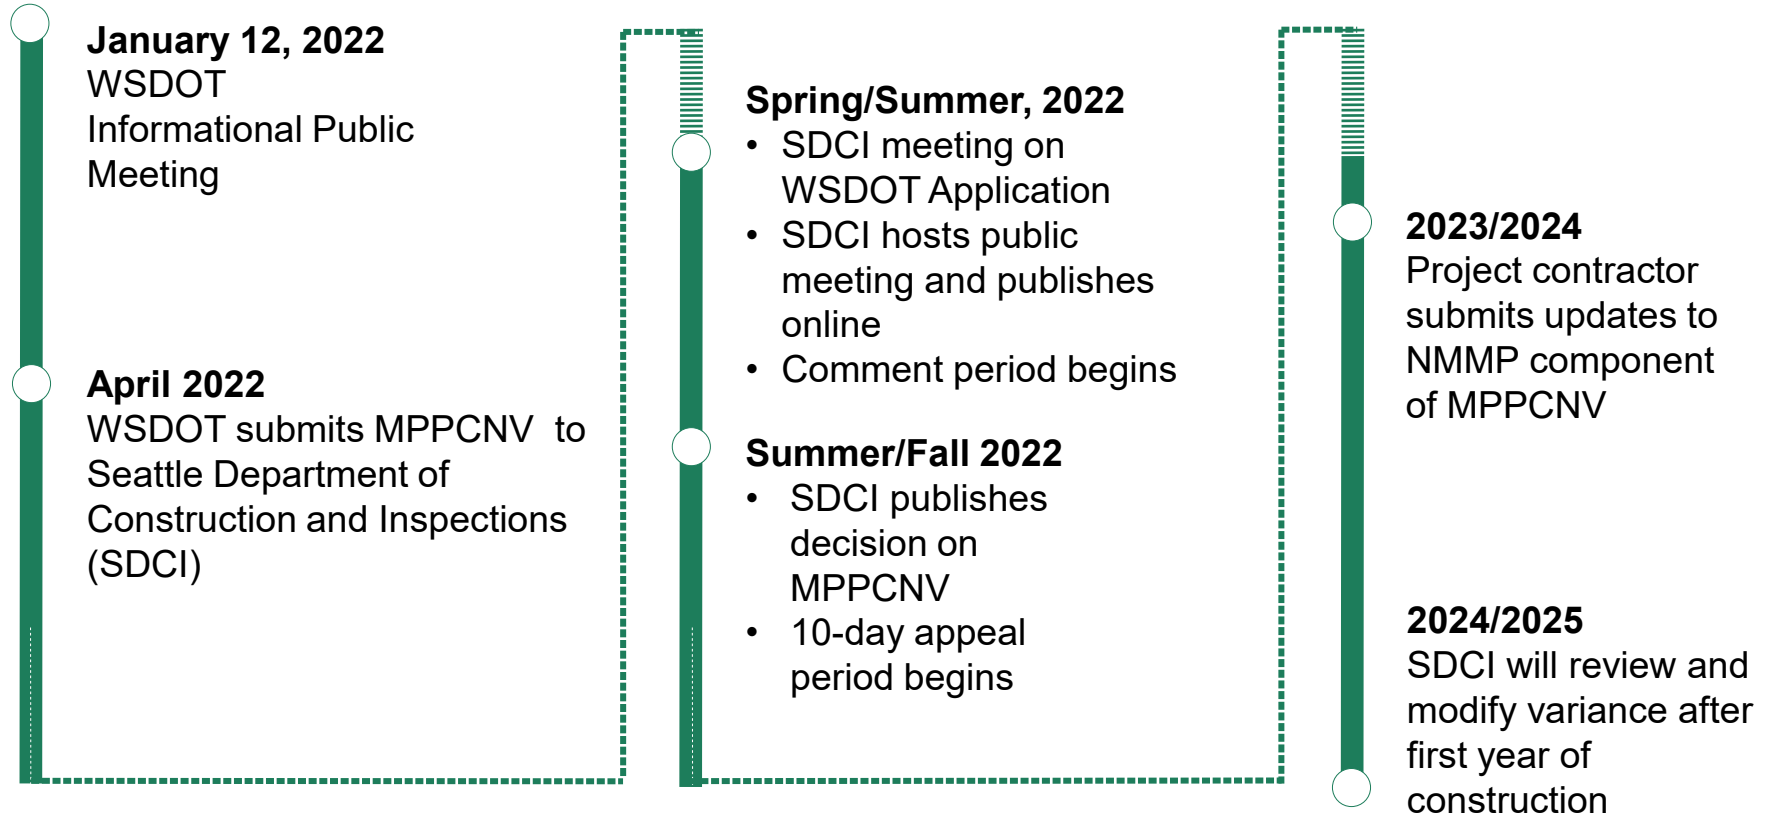 January 12, 2022
WSDOT
Informational Public
Meeting
April 2022
WSDOT submits MPPCNV  to
Seattle Department of
Construction and Inspections
(SDCI)
Spring/Summer, 2022
• SDCI meeting on
WSDOT Application
• SDCI hosts public
meeting and publishes
online
• Comment period begins
Summer/Fall 2022
• SDCI publishes
decision on
MPPCNV
• 10-day appeal
period begins
2023/2024
Project contractor
submits updates to
NMMP component
of MPPCNV
2024/2025
SDCI will review and
modify variance after
first year of
construction